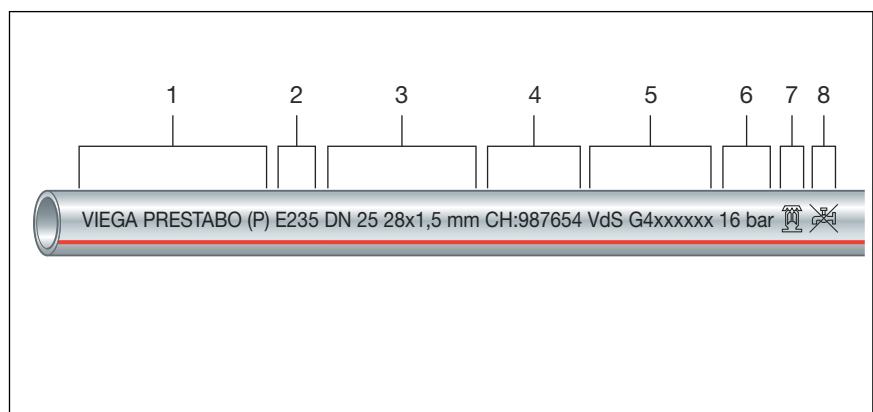 1 2 3 4 5 6 7 8
VIEGA PRESTABO (P) E235 DN 25 28x1,5 mm CH:987654 VdS G4xxxxxx 16 bar